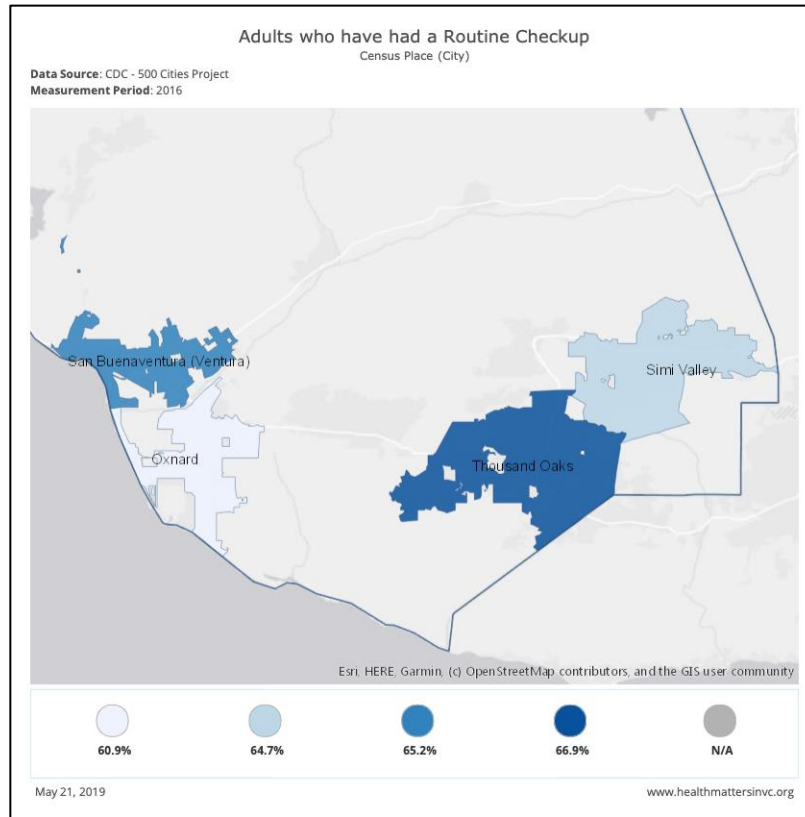 Adults who have had a Routine Checkup
Census Place (City)
Data Source: CDC - 500 Cities Project
Measurement Period: 2016
San Buenaventura (Ventura)
Simi Valley
Oxnard
Thousand Oaks
Esri, HERE, Garmin, (c) OpenStreetMap contributors, and the GIS user community
60.9% 64.7% 65.2% 66.9% N/A
May 21, 2019 www.healthmattersinvc.org